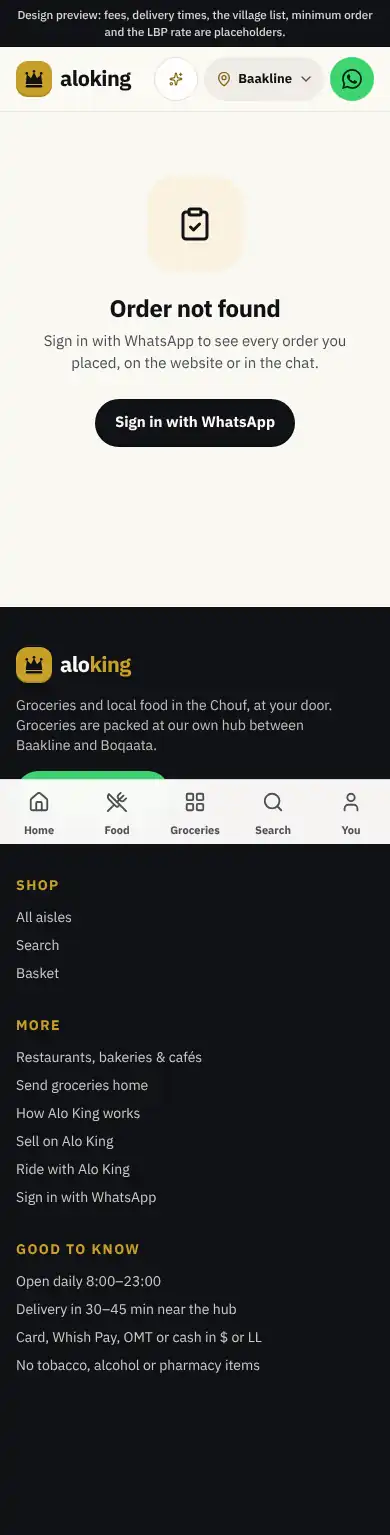 Design preview: fees, delivery times, the village list, minimum order
and the LBP rate are placeholders.
aloking
Baakline
Order not found
Sign in with WhatsApp to see every order you
placed, on the website or in the chat.
Sign in with WhatsApp
aloking
Groceries and local food in the Chouf, at your door.
Groceries are packed at our own hub between
Baakline and Boqaata.
Home
Food
Groceries
Search
You
SHOP
All aisles
Search
Basket
MORE
Restaurants, bakeries & cafés
Send groceries home
How Alo King works
Sell on Alo King
Ride with Alo King
Sign in with WhatsApp
GOOD TO KNOW
Open daily 8:00–23:00
Delivery in 30–45 min near the hub
Card, Whish Pay, OMT or cash in $ or LL
No tobacco, alcohol or pharmacy items